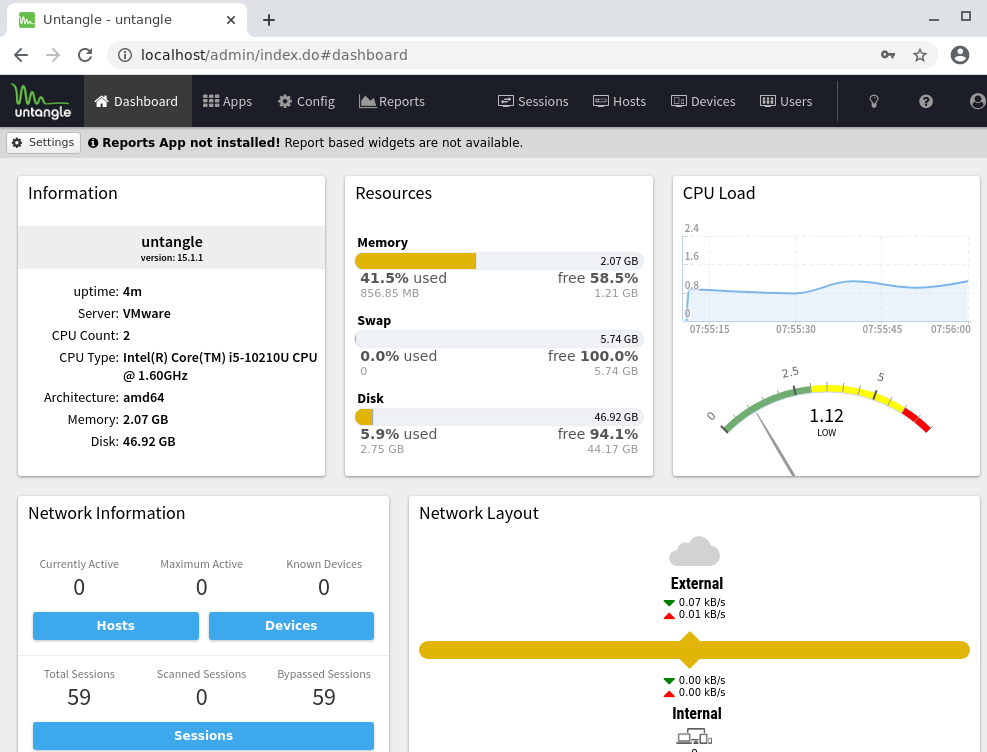 Untangle - untangle
localhost/admin/index.do#dashboard
untangle
Dashboard
Apps
Config
Reports
Sessions
Hosts
Devices
Users
Settings
Reports App not installed! Report based widgets are not available.
Information
untangle
version: 15.1.1
uptime: 4m
Server: VMware
CPU Count: 2
CPU Type: Intel(R) Core(TM) i5-10210U CPU
@ 1.60GHz
Architecture: amd64
Memory: 2.07 GB
Disk: 46.92 GB
Resources
Memory
2.07 GB
41.5% used free 58.5%
856.85 MB 1.21 GB
Swap
5.74 GB
0.0% used free 100.0%
0 5.74 GB
Disk
46.92 GB
5.9% used free 94.1%
2.75 GB 44.17 GB
CPU Load
2.4
1.6
0.8
0
07:55:15 07:55:30 07:55:45 07:56:00
0 2.5 5
1.12
LOW
Network Information
Currently Active Maximum Active Known Devices
0 0 0
Hosts Devices
Total Sessions Scanned Sessions Bypassed Sessions
59 0 59
Sessions
Network Layout
External
0.07 kB/s
0.01 kB/s
0.00 kB/s
0.00 kB/s
Internal